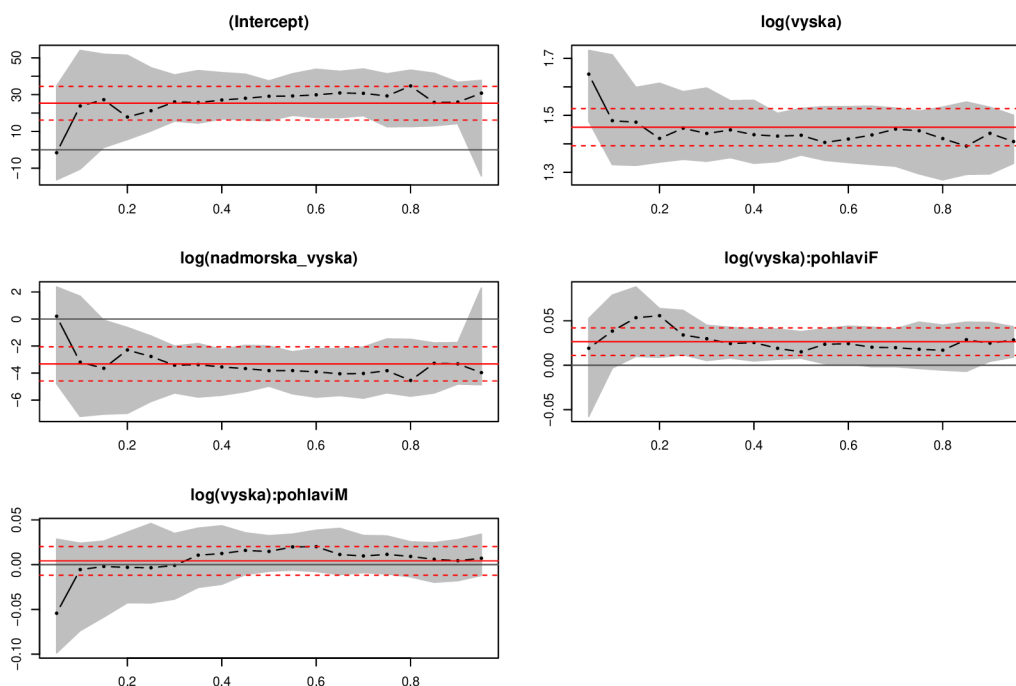 (Intercept)
50
30
10
-10
0.2 0.4 0.6 0.8
log(vyska)
1.7
1.5
1.3
0.2 0.4 0.6 0.8
log(nadmorska_vyska)
2
0
-2
-4
-6
0.2 0.4 0.6 0.8
log(vyska):pohlaviF
0.05
0.00
-0.05
0.2 0.4 0.6 0.8
log(vyska):pohlaviM
0.05
0.00
-0.05
-0.10
0.2 0.4 0.6 0.8